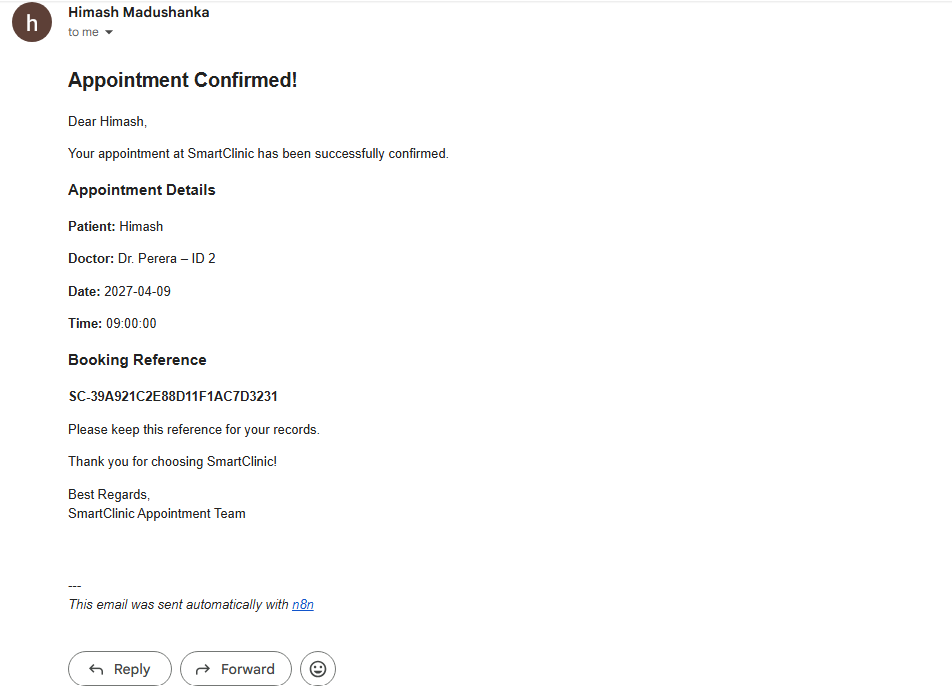 h
Himash Madushanka
to me
Appointment Confirmed!
Dear Himash,
Your appointment at SmartClinic has been successfully confirmed.
Appointment Details
Patient: Himash
Doctor: Dr. Perera – ID 2
Date: 2027-04-09
Time: 09:00:00
Booking Reference
SC-39A921C2E88D11F1AC7D3231
Please keep this reference for your records.
Thank you for choosing SmartClinic!
Best Regards,
SmartClinic Appointment Team
---
This email was sent automatically with n8n
Reply
Forward